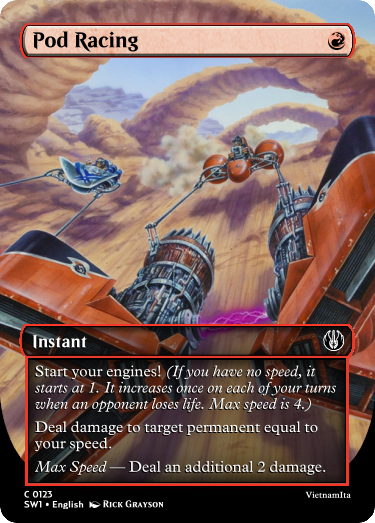 Pod Racing
Instant
Start your engines! (If you have no speed, it
starts at 1. It increases once on each of your turns
when an opponent loses life. Max speed is 4.)
Deal damage to target permanent equal to
your speed.
Max Speed — Deal an additional 2 damage.
C 0123
SW1 • English Rick Grayson
VietnamIta